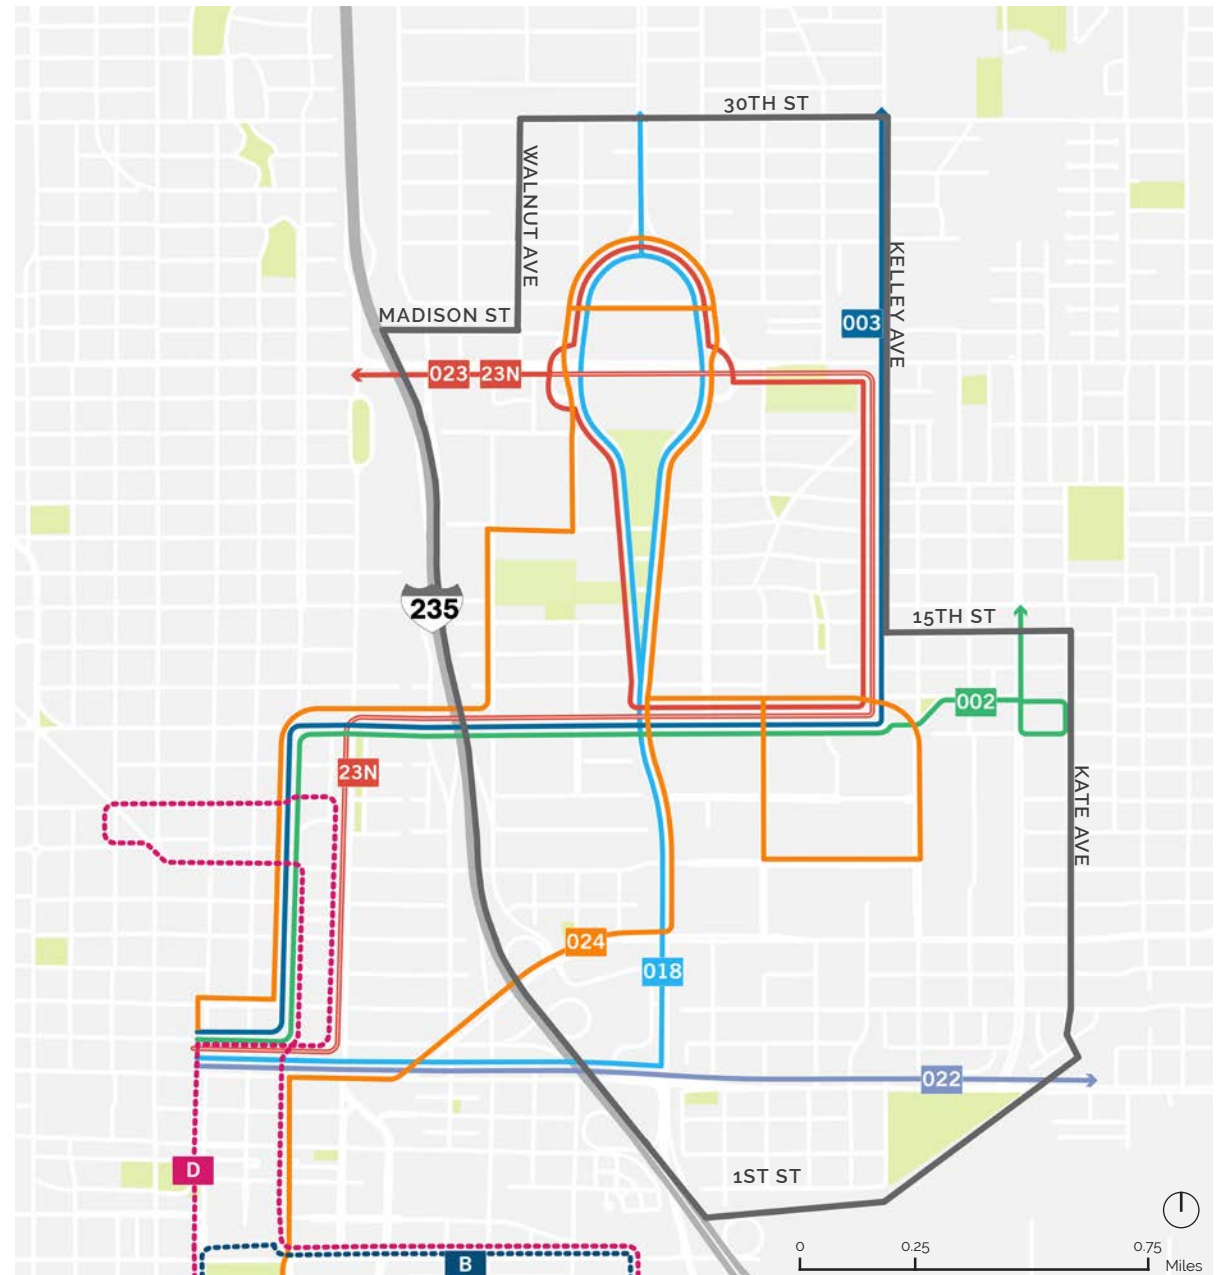 30TH ST
WALNUT AVE
KELLEY AVE
MADISON ST
003
023
23N
235
15TH ST
002
23N
KATE AVE
024
018
022
D
1ST ST
B
0
0.25
0.75
Miles